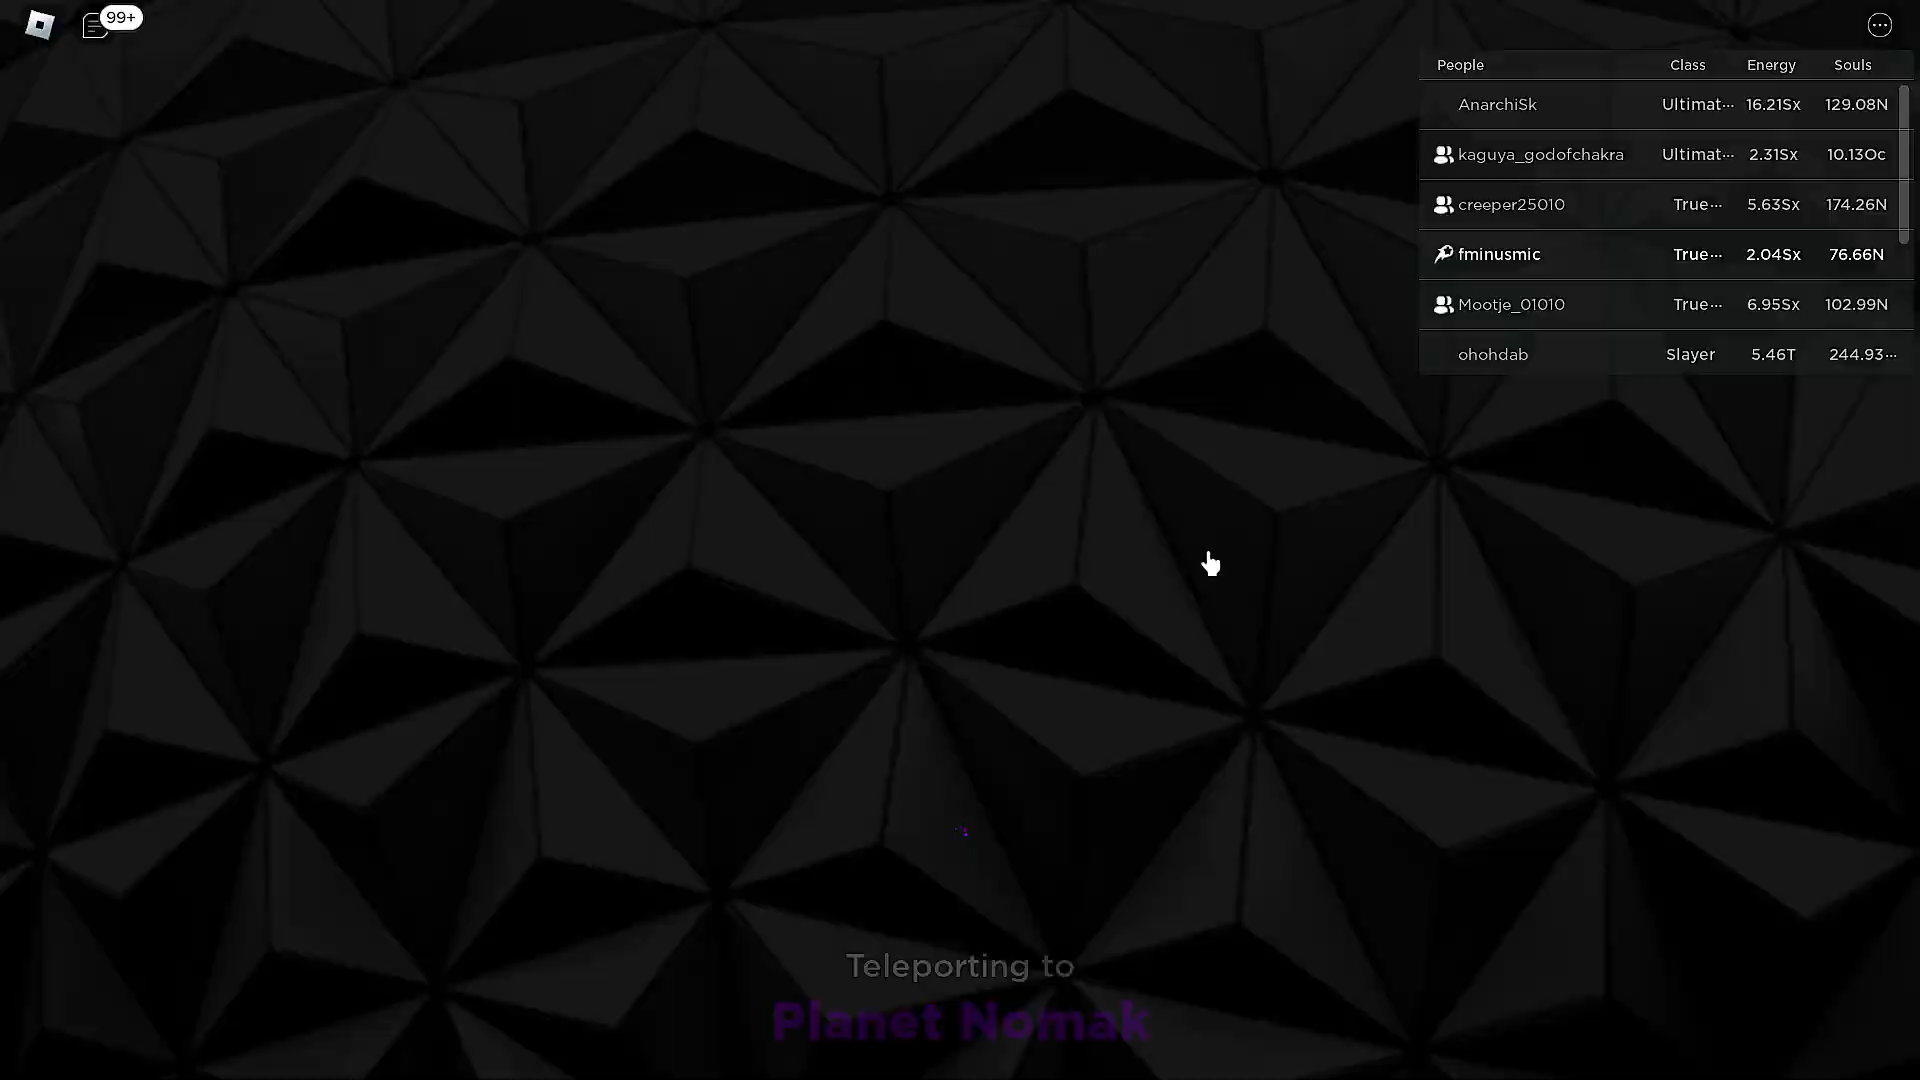 99+
People Class Energy Souls
AnarchiSk Ultimat... 16.21Sx 129.08N
kaguya_godofchakra Ultimat... 2.31Sx 10.13Oc
creeper25010 True... 5.63Sx 174.26N
fminusmic True... 2.04Sx 76.66N
Mootje_01010 True... 6.95Sx 102.99N
ohohdab Slayer 5.46T 244.93...
Teleporting to
Planet Nomak